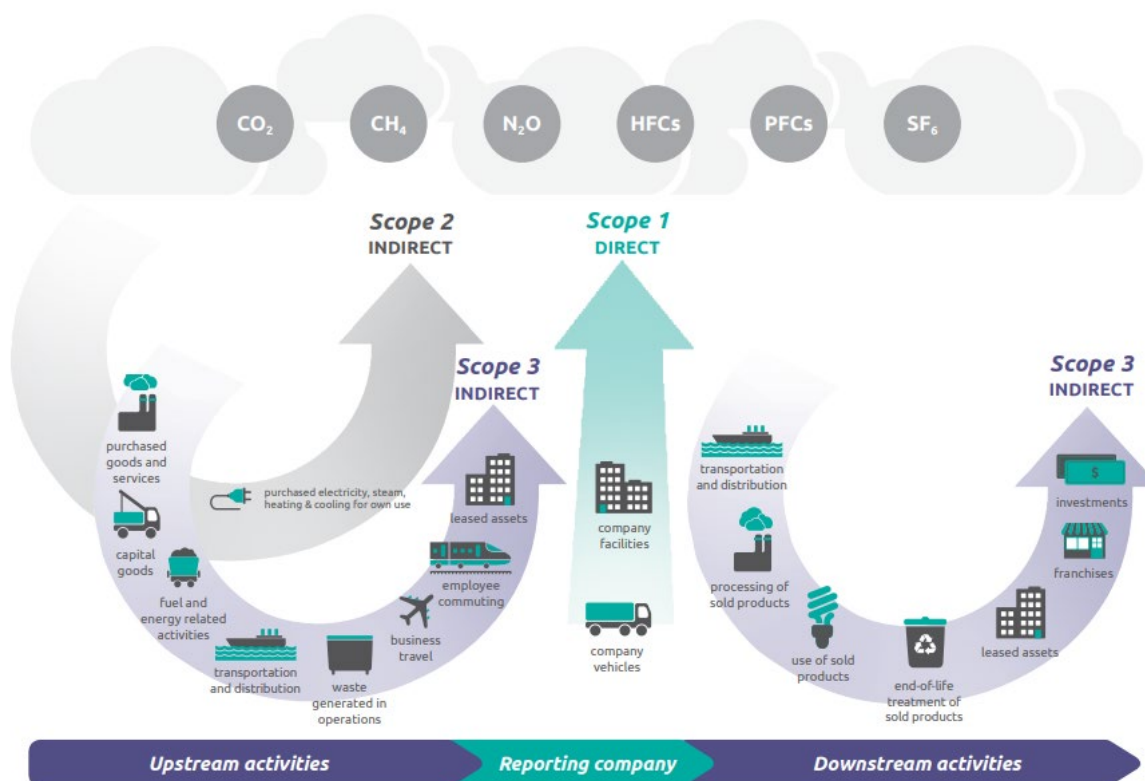 CO₂
CH₄
N₂O
HFCs
PFCs
SF₆
Scope 2
INDIRECT
Scope 1
DIRECT
Scope 3
INDIRECT
Scope 3
INDIRECT
purchased
goods and
services
capital
goods
fuel and
energy related
activities
purchased electricity, steam,
heating & cooling for own use
transportation
and distribution
waste
generated in
operations
business
travel
employee
commuting
leased assets
company
facilities
company
vehicles
transportation
and distribution
processing of
sold products
use of sold
products
end-of-life
treatment of
sold products
leased assets
franchises
$
investments
Upstream activities
Reporting company
Downstream activities